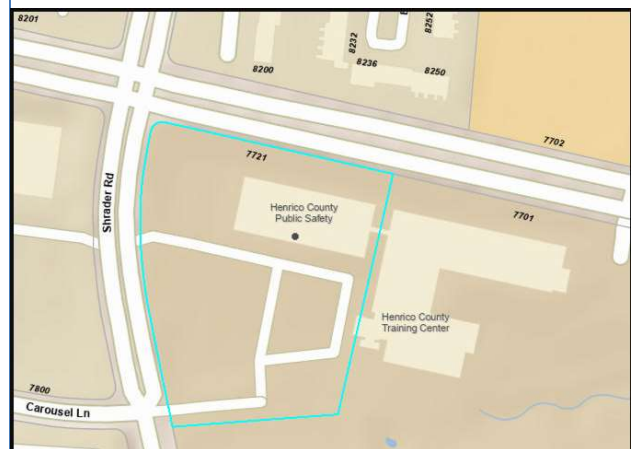 8201
8200
8232
8236
8252
8250
7702
7721
7701
Shrader Rd
Henrico County
Public Safety
Henrico County
Training Center
7800
Carousel Ln